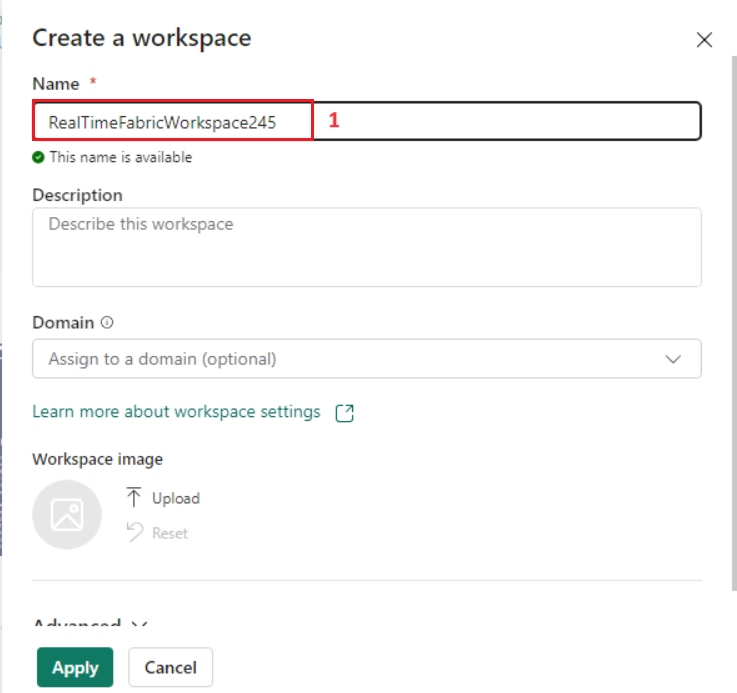 Create a workspace
Name *
RealTimeFabricWorkspace245 1
This name is available
Description
Describe this workspace
Domain
Assign to a domain (optional)
Learn more about workspace settings
Workspace image
Upload
Reset
Advanced
Apply Cancel